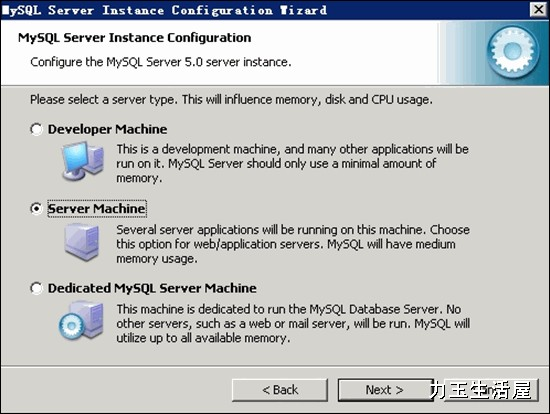 MySQL Server Instance Configuration Wizard
MySQL Server Instance Configuration
Configure the MySQL Server 5.0 server instance.
Please select a server type. This will influence memory, disk and CPU usage.
Developer Machine
This is a development machine, and many other applications will be
run on it. MySQL Server should only use a minimal amount of
memory.
Server Machine
Several server applications will be running on this machine. Choose
this option for web/application servers. MySQL will have medium
memory usage.
Dedicated MySQL Server Machine
This machine is dedicated to run the MySQL Database Server. No
other servers, such as a web or mail server, will be run. MySQL will
utilize up to all available memory.
< Back
Next >
力玉生活屋